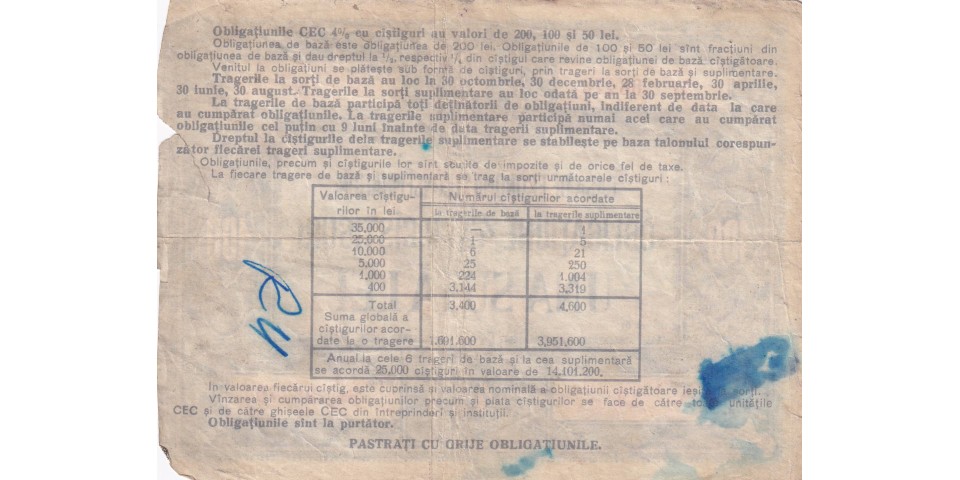 Obligațiunile CEC 4% cu cîștiguri au valori de 200, 100 și 50 lei.
Obligațiunea de bază este obligațiunea de 200 lei. Obligațiunile de 100 și 50 lei sînt fracțiuni din
obligațiunea de bază și dau dreptul la respectiv din cîștigul care revine obligațiunei de bază cîștigătoare.
Venitul la obligațiuni se plătește sub formă de cîștiguri, prin trageri la sorți de bază și suplimentare.
Tragerile la sorți de bază au loc în 30 octombrie, 30 decembrie, 28 februarie, 30 aprilie,
30 iunie, 30 august. Tragerile la sorți suplimentare au loc odată pe an la 30 septembrie.
La tragerile de bază participă toți deținătorii de obligațiuni, indiferent de data la care
au cumpărat obligațiunile. La tragerile suplimentare participă numai acei care au cumpărat
obligațiunile cel puțin cu 9 luni înainte de data tragerii suplimentare.
Dreptul la cîștigurile dela tragerile suplimentare se stabilește pe baza talonului corespun-
zător fiecărei trageri suplimentare.
Obligațiunile, precum și cîștigurile lor sînt scutite de impozite și de orice fel de taxe.
La fiecare tragere de bază și suplimentară se trag la sorți următoarele cîștiguri :
Valoarea cîștigu-
rilor în lei
Numărul cîștigurilor acordate
la tragerile de bază la tragerile suplimentare
35,000 — 1
25,000 1 5
10,000 6 21
5,000 25 250
1,000 224 1.004
400 3,144 3,319
Total 3,400 4,600
Suma globală a
cîștigurilor acor-
date la o tragere 1.601.600 3,951,600
Anual la cele 6 trageri de bază și la cea suplimentară
se acordă 25,000 cîștiguri în valoare de 14,101.200.
In valoarea fiecărui cîștig, este cuprinsă și valoarea nominală a obligațiunii cîștigătoare sorți.
Vînzarea și cumpărarea obligațiunilor precum și plata cîștigurilor se face de către unitățile
CEC și de către ghișeele CEC din întreprinderi și instituții.
Obligațiunile sînt la purtător.
PASTRAȚI CU GRIJE OBLIGAȚIUNILE.